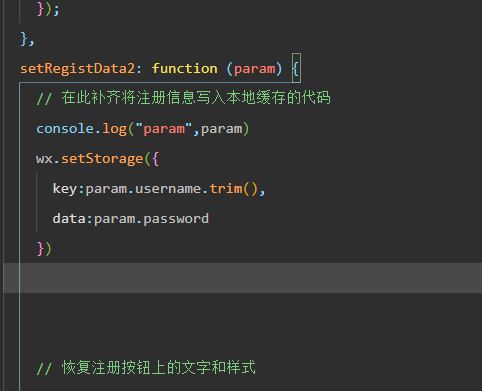 });
},
setRegistData2: function (param) {
// 在此补齐将注册信息写入本地缓存的代码
console.log("param",param)
wx.setStorage({
key:param.username.trim(),
data:param.password
})
// 恢复注册按钮上的文字和样式